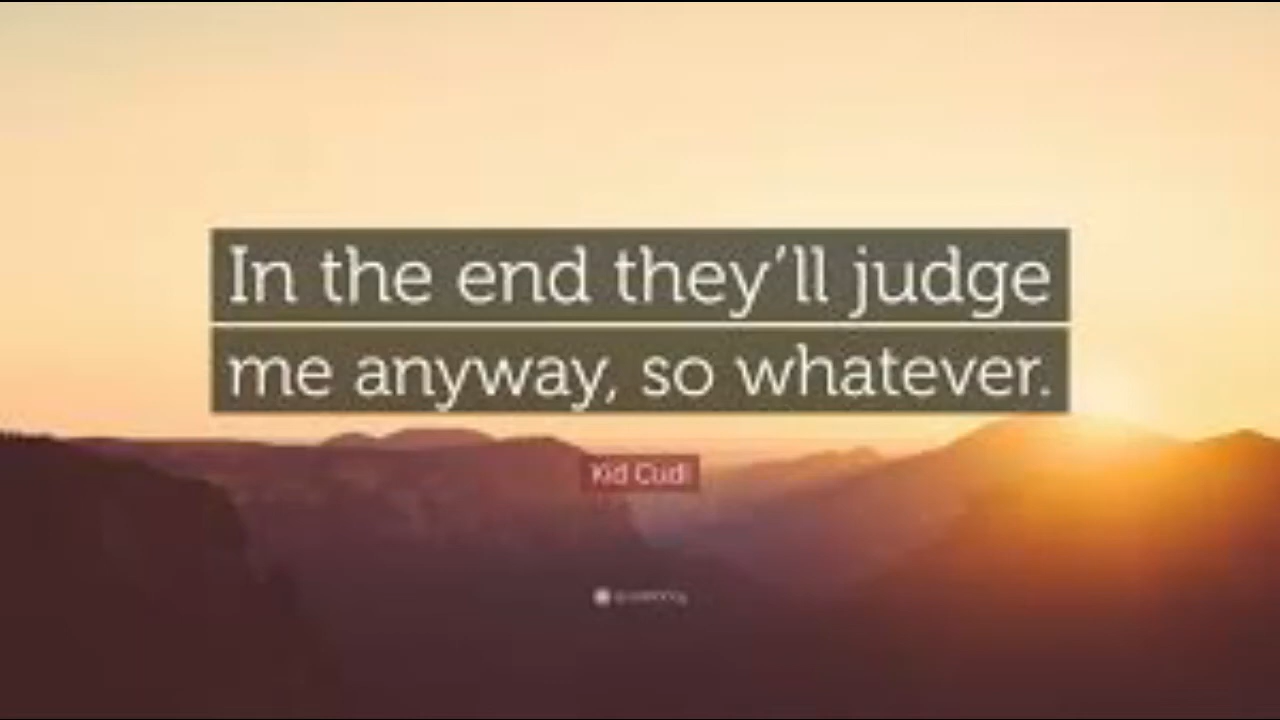 In the end they’ll judge
me anyway, so whatever.
Kid Cudi